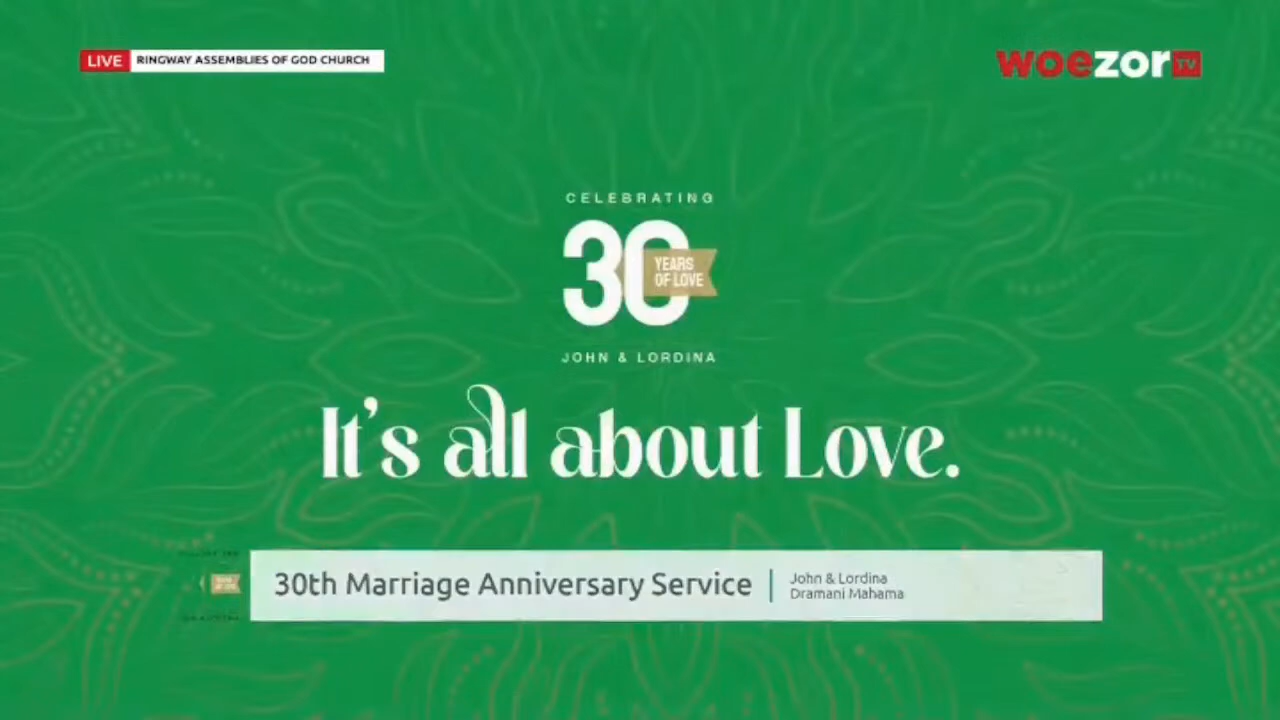 LIVE RINGWAY ASSEMBLIES OF GOD CHURCH
woezor TV
CELEBRATING
30 YEARS
OF LOVE
JOHN & LORDINA
It's all about Love.
30th Marriage Anniversary Service
John & Lordina
Dramani Mahama